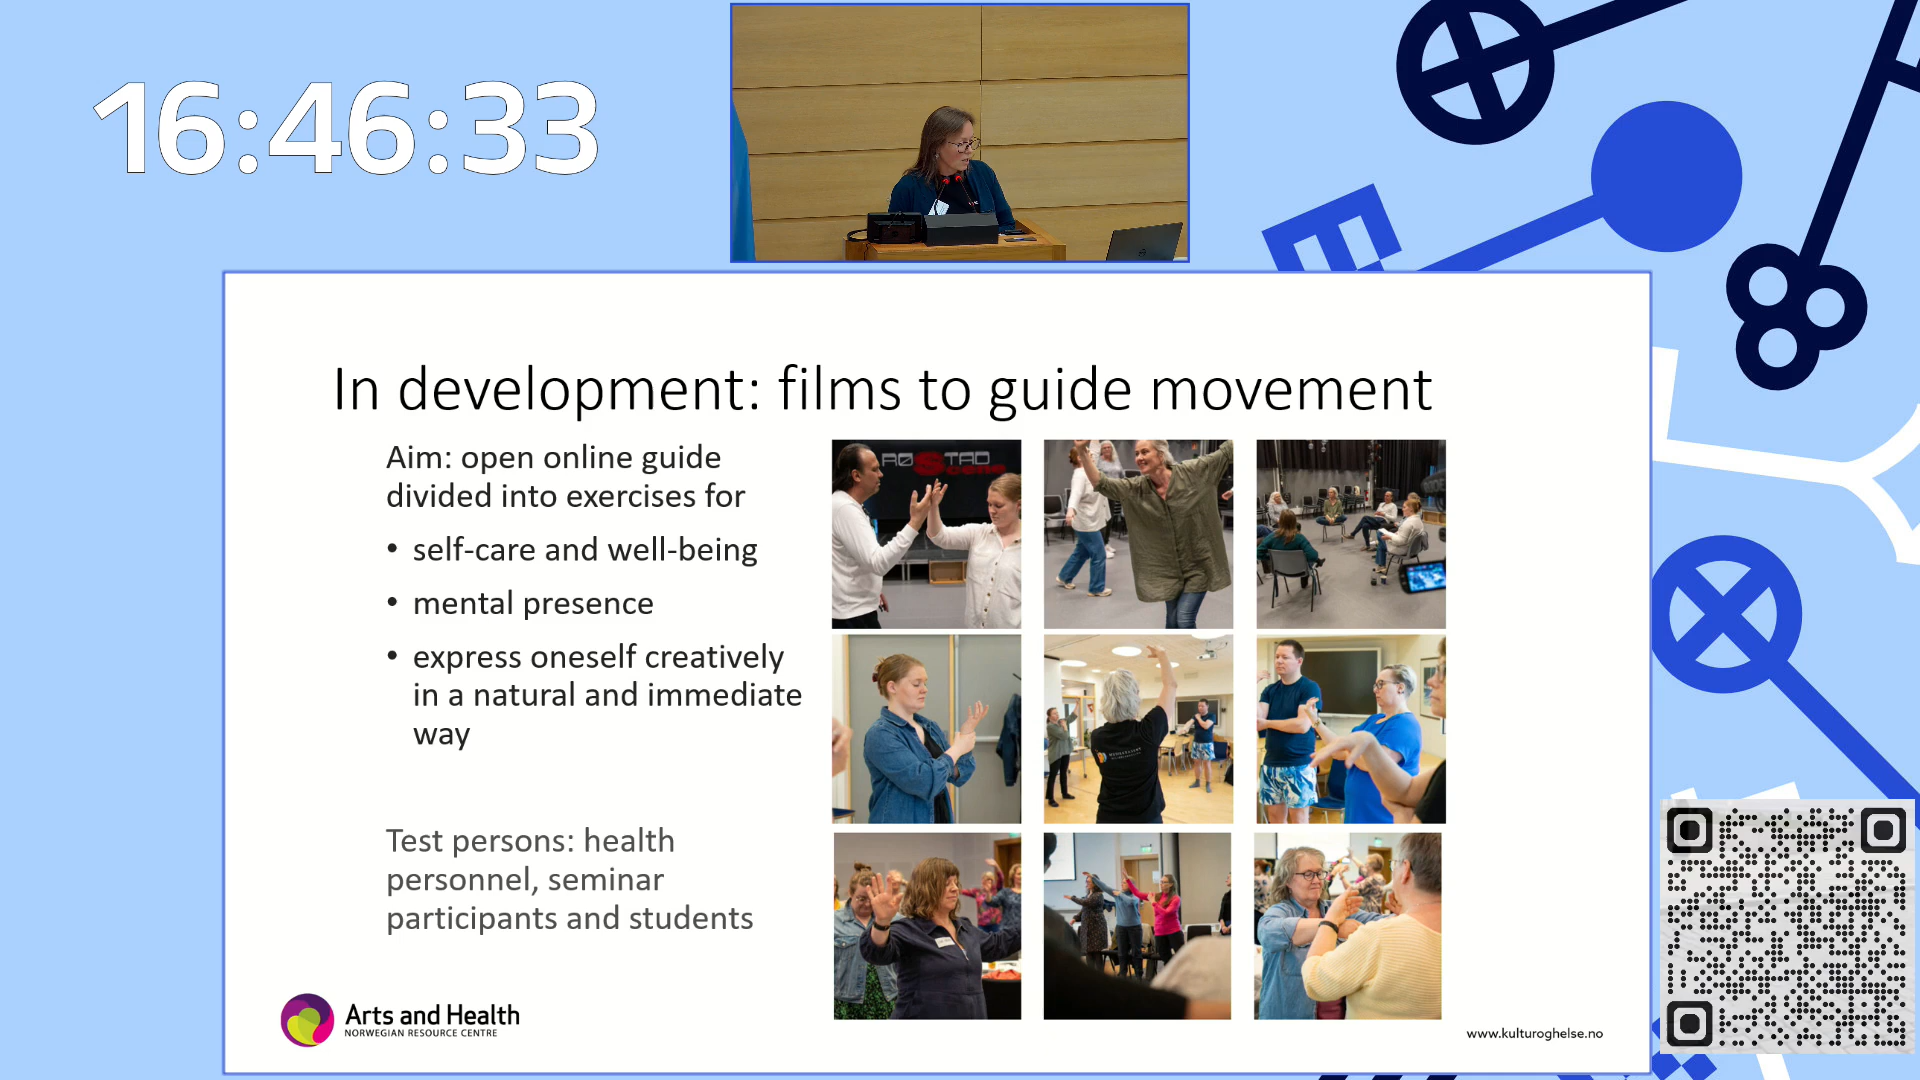 16:46:33
In development: films to guide movement
Aim: open online guide
divided into exercises for
• self-care and well-being
• mental presence
• express oneself creatively
in a natural and immediate
way
Test persons: health
personnel, seminar
participants and students
Arts and Health
NORWEGIAN RESOURCE CENTRE
www.kulturoghelse.no